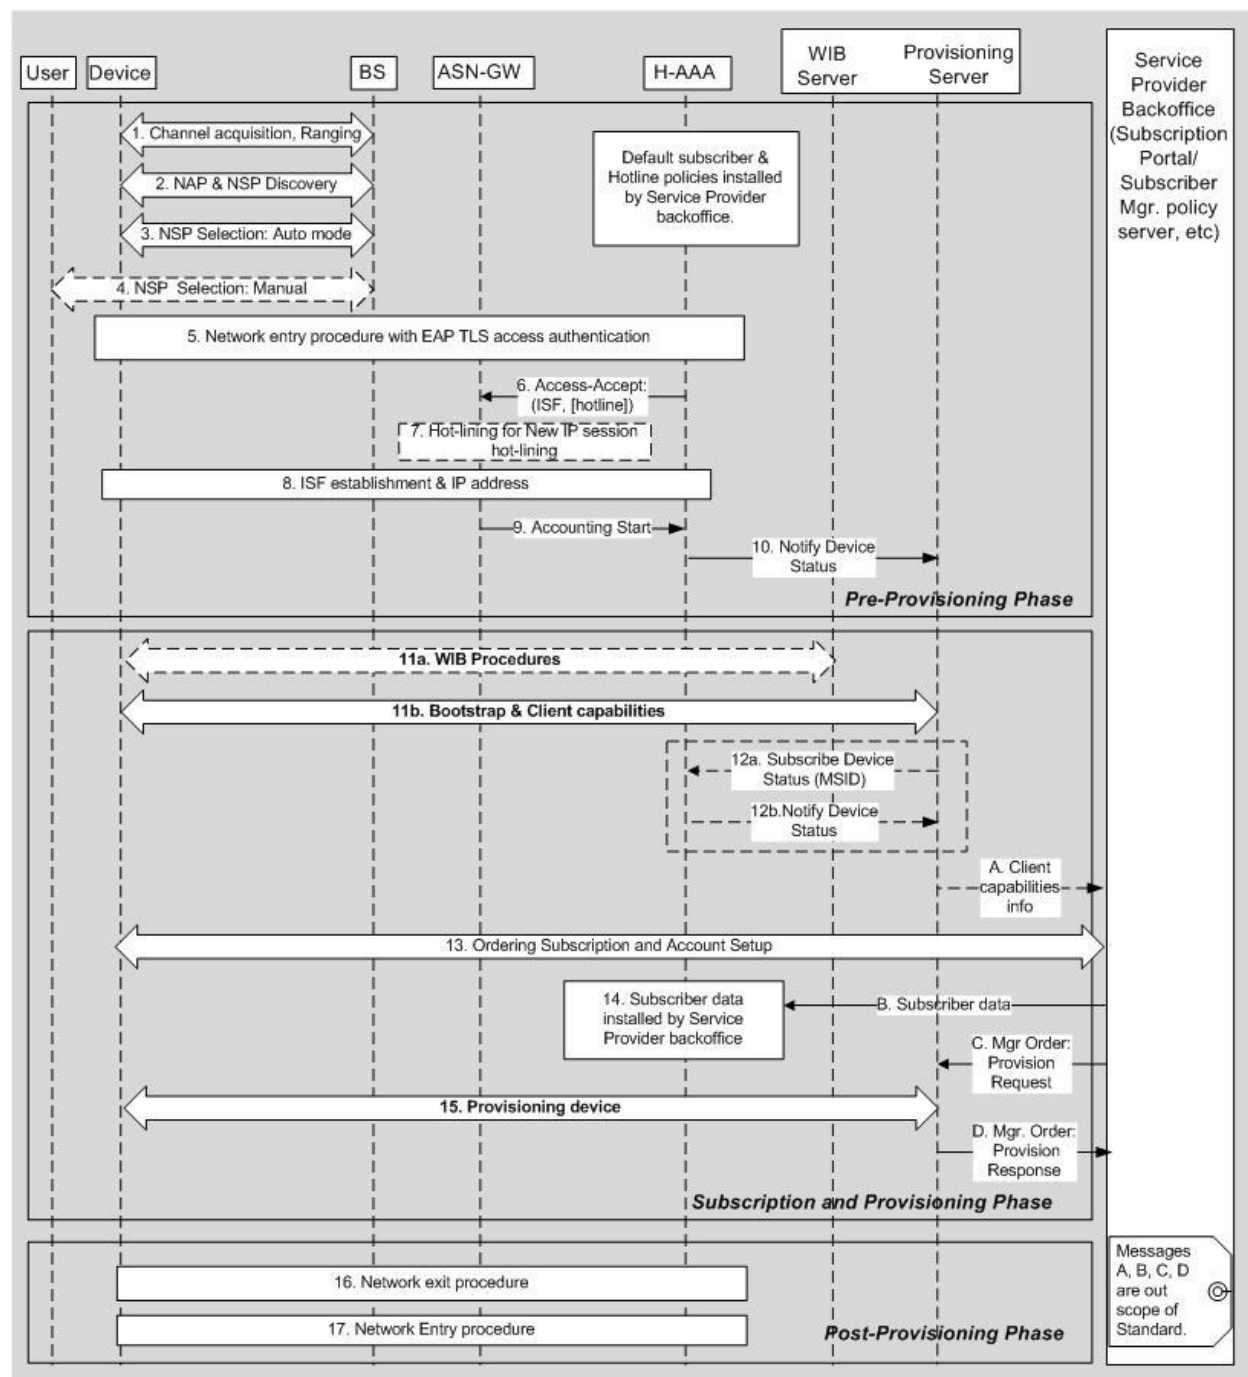 User
Device
BS
ASN-GW
H-AAA
WIB
Server
Provisioning
Server
Service
Provider
Backoffice
(Subscription
Portal/
Subscriber
Mgr. policy
server, etc)
1. Channel acquisition, Ranging
Default subscriber &
Hotline policies installed
by Service Provider
backoffice.
2. NAP & NSP Discovery
3. NSP Selection: Auto mode
4. NSP Selection: Manual
5. Network entry procedure with EAP TLS access authentication
6. Access-Accept:
(ISF, [hotline])
7. Hot-lining for New IP session
hot-lining
8. ISF establishment & IP address
9. Accounting Start
10. Notify Device
Status
Pre-Provisioning Phase
11a. WIB Procedures
11b. Bootstrap & Client capabilities
12a. Subscribe Device
Status (MSID)
12b.Notify Device
Status
A. Client
capabilities
info
13. Ordering Subscription and Account Setup
14. Subscriber data
installed by Service
Provider backoffice
B. Subscriber data
C. Mgr Order:
Provision
Request
15. Provisioning device
D. Mgr. Order:
Provision
Response
Subscription and Provisioning Phase
16. Network exit procedure
17. Network Entry procedure
Post-Provisioning Phase
Messages
A, B, C, D
are out
scope of
Standard.